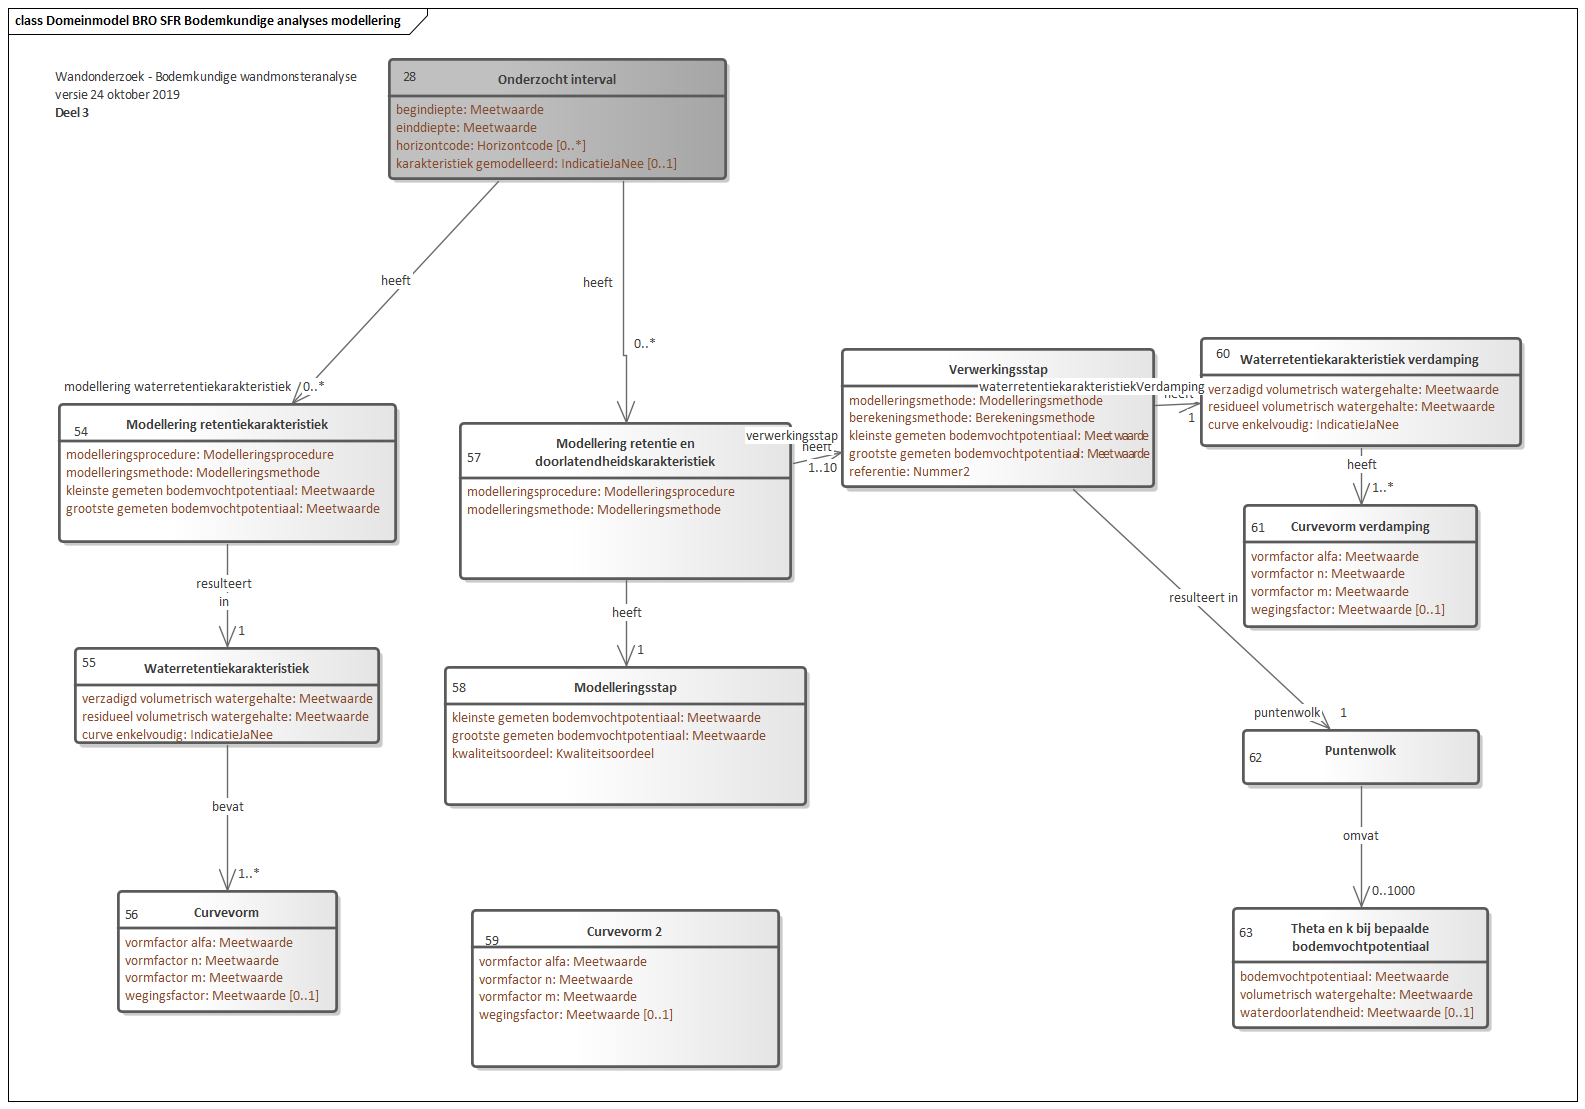 class Domeinmodel BRO SFR Bodemkundige analyses modellering
Wandonderzoek - Bodemkundige wandmonsteranalyse
versie 24 oktober 2019
Deel 3
28
Onderzocht interval
begindiepte: Meetwaarde
einddiepte: Meetwaarde
horizontcode: Horizontcode [0..*]
karakteristiek gemodelleerd: IndicatieJaNee [0..1]
heeft
heeft
0..*
modellering waterretentiekarakteristiek
0..*
54
Modellering retentiekarakteristiek
modelleringsprocedure: Modelleringsprocedure
modelleringsmethode: Modelleringsmethode
kleinste gemeten bodemvochtpotentiaal: Meetwaarde
grootste gemeten bodemvochtpotentiaal: Meetwaarde
resulteert
in
1
55
Waterretentiekarakteristiek
verzadigd volumetrisch watergehalte: Meetwaarde
residueel volumetrisch watergehalte: Meetwaarde
curve enkelvoudig: IndicatieJaNee
bevat
1..*
56
Curvevorm
vormfactor alfa: Meetwaarde
vormfactor n: Meetwaarde
vormfactor m: Meetwaarde
wegingsfactor: Meetwaarde [0..1]
57
Modellering retentie en
doorlatendheidskarakteristiek
modelleringsprocedure: Modelleringsprocedure
modelleringsmethode: Modelleringsmethode
heeft
1
58
Modelleringsstap
kleinste gemeten bodemvochtpotentiaal: Meetwaarde
grootste gemeten bodemvochtpotentiaal: Meetwaarde
kwaliteitsoordeel: Kwaliteitsoordeel
59
Curvevorm 2
vormfactor alfa: Meetwaarde
vormfactor n: Meetwaarde
vormfactor m: Meetwaarde
wegingsfactor: Meetwaarde [0..1]
verwerkingsstap
heeft
1..10
Verwerkingsstap
modelleringsmethode: Modelleringsmethode
berekeningsmethode: Berekeningsmethode
kleinste gemeten bodemvochtpotentiaal: Meetwaarde
grootste gemeten bodemvochtpotentiaal: Meetwaarde
referentie: Nummer2
waterretentiekarakteristiekVerdamping
heeft
1
60
Waterretentiekarakteristiek verdamping
verzadigd volumetrisch watergehalte: Meetwaarde
residueel volumetrisch watergehalte: Meetwaarde
curve enkelvoudig: IndicatieJaNee
heeft
1..*
61
Curvevorm verdamping
vormfactor alfa: Meetwaarde
vormfactor n: Meetwaarde
vormfactor m: Meetwaarde
wegingsfactor: Meetwaarde [0..1]
resulteert in
puntenwolk
1
62
Puntenwolk
omvat
0..1000
63
Theta en k bij bepaalde
bodemvochtpotentiaal
bodemvochtpotentiaal: Meetwaarde
volumetrisch watergehalte: Meetwaarde
waterdoorlatendheid: Meetwaarde [0..1]